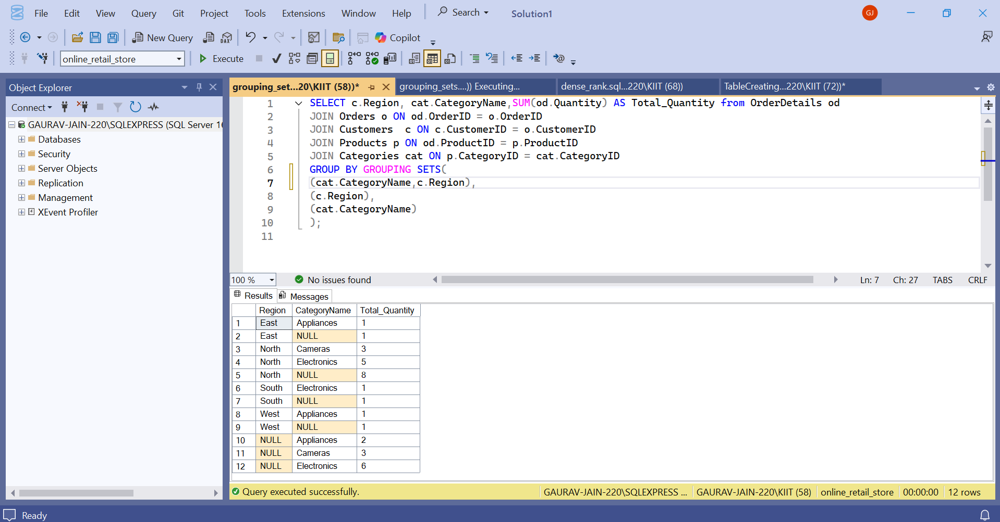 File Edit View Query Git Project Tools Extensions Window Help Search Solution1 GJ
New Query DAX Copilot
online_retail_store Execute
Object Explorer
Connect
GAURAV-JAIN-220\SQLEXPRESS (SQL Server 16
Databases
Security
Server Objects
Replication
Management
XEvent Profiler
grouping_set...20\KIIT (58))* grouping_sets....)) Executing... dense_rank.sql...220\KIIT (68)) TableCreating...220\KIIT (72))*
1 SELECT c.Region, cat.CategoryName,SUM(od.Quantity) AS Total_Quantity from OrderDetails od
2 JOIN Orders o ON od.OrderID = o.OrderID
3 JOIN Customers  c ON c.CustomerID = o.CustomerID
4 JOIN Products p ON od.ProductID = p.ProductID
5 JOIN Categories cat ON p.CategoryID = cat.CategoryID
6 GROUP BY GROUPING SETS(
7 (cat.CategoryName,c.Region),
8 (c.Region),
9 (cat.CategoryName)
10 );
11
100 % No issues found Ln: 7 Ch: 27 TABS CRLF
Results Messages
Region CategoryName Total_Quantity
1 East Appliances 1
2 East NULL 1
3 North Cameras 3
4 North Electronics 5
5 North NULL 8
6 South Electronics 1
7 South NULL 1
8 West Appliances 1
9 West NULL 1
10 NULL Appliances 2
11 NULL Cameras 3
12 NULL Electronics 6
Query executed successfully. GAURAV-JAIN-220\SQLEXPRESS ... GAURAV-JAIN-220\KIIT (58) online_retail_store 00:00:00 12 rows
Ready